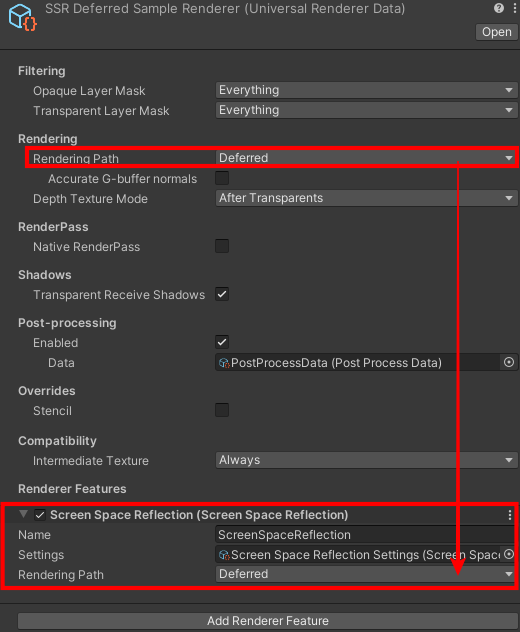 SSR Deferred Sample Renderer (Universal Renderer Data)
Open
Filtering
Opaque Layer Mask Everything
Transparent Layer Mask Everything
Rendering
Rendering Path Deferred
Accurate G-buffer normals
Depth Texture Mode After Transparents
RenderPass
Native RenderPass
Shadows
Transparent Receive Shadows
Post-processing
Enabled
Data PostProcessData (Post Process Data)
Overrides
Stencil
Compatibility
Intermediate Texture Always
Renderer Features
Screen Space Reflection (Screen Space Reflection)
Name ScreenSpaceReflection
Settings Screen Space Reflection Settings (Screen Space
Rendering Path Deferred
Add Renderer Feature